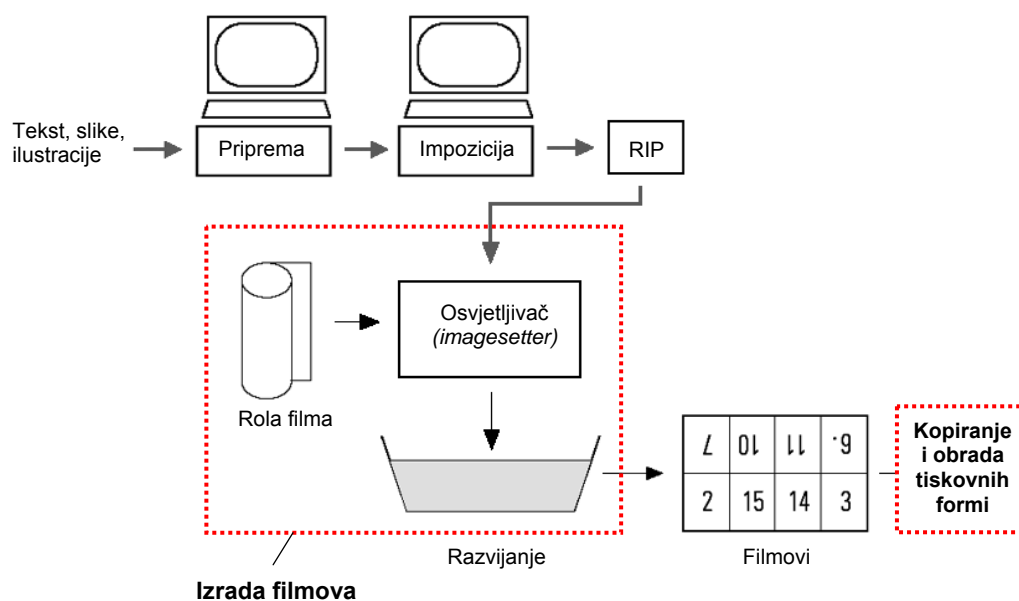 Tekst, slike,
ilustracije
Priprema
Impozicija
RIP
Osvjetljivač
(imagesetter)
Rola filma
7 10 11 6.
2 15 14 3
Kopiranje
i obrada
tiskovnih
formi
Razvijanje
Filmovi
Izrada filmova